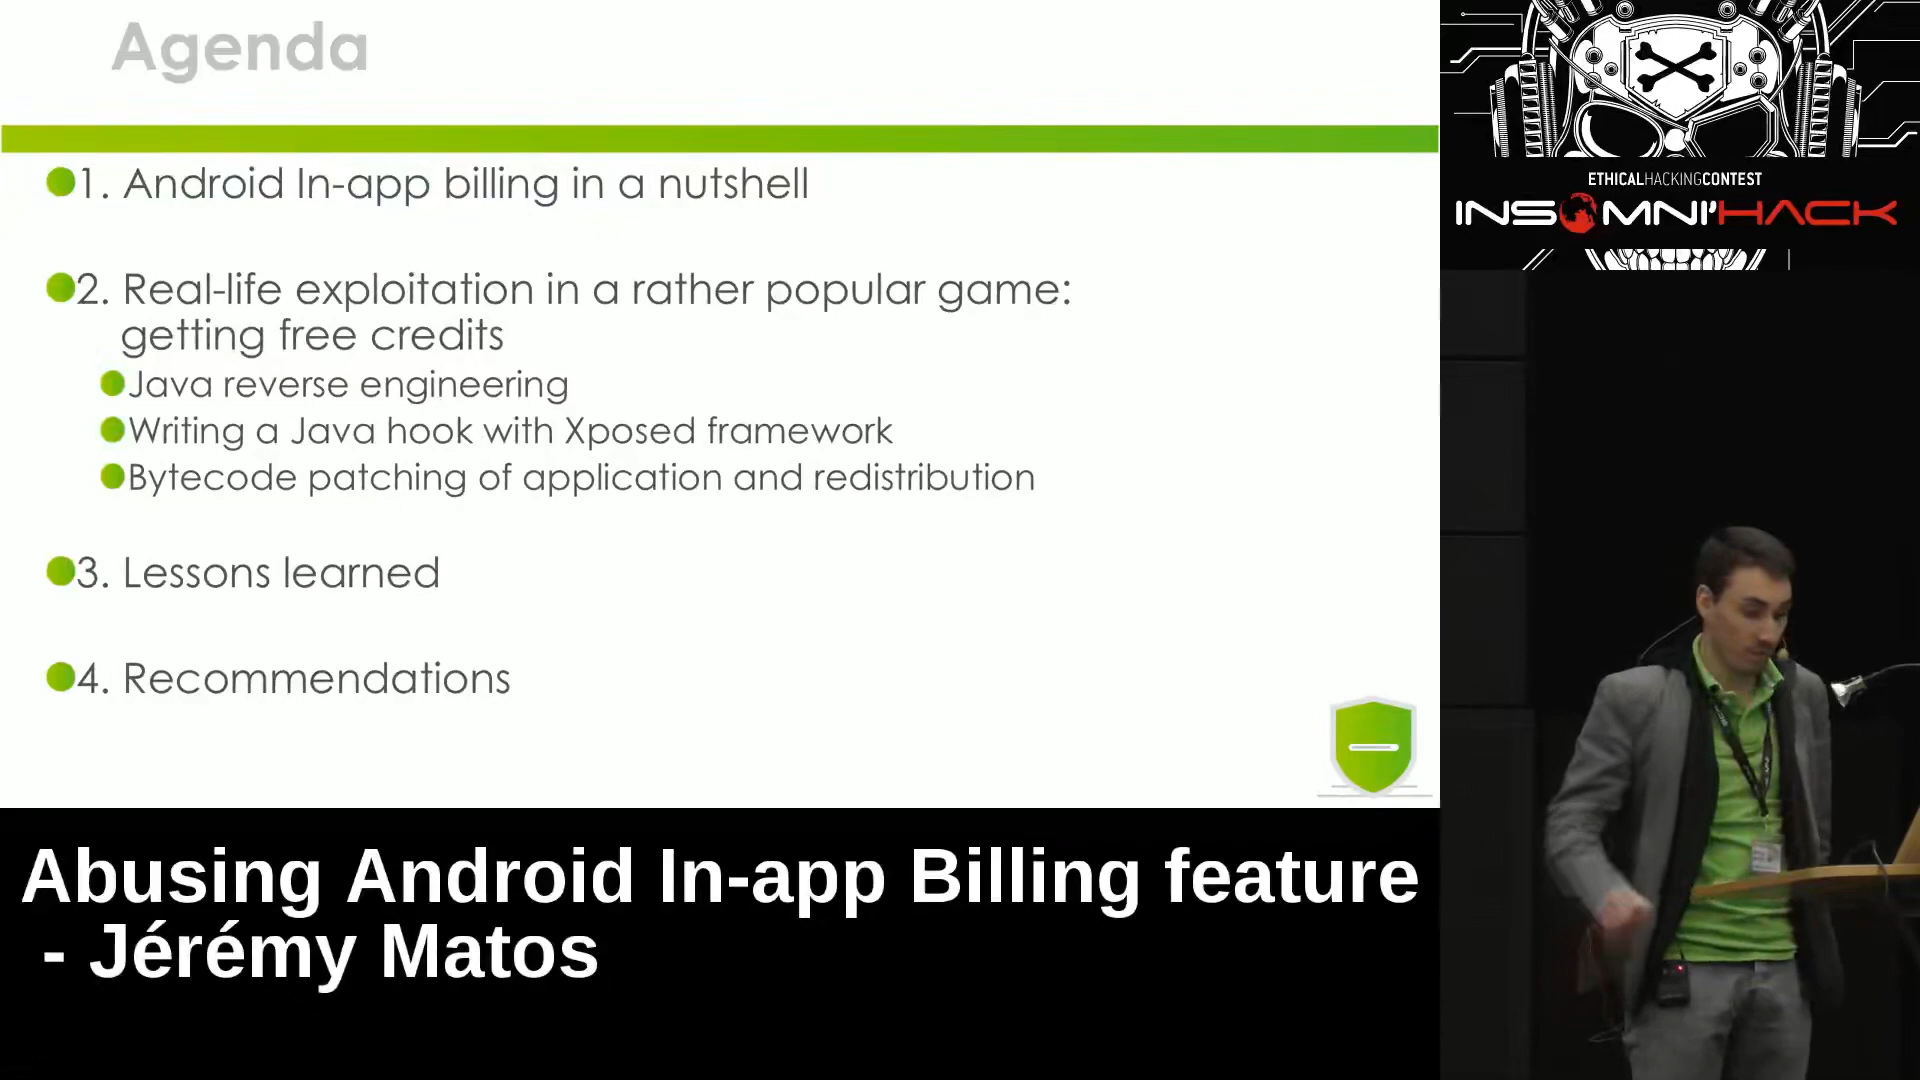 Agenda
1. Android In-app billing in a nutshell
2. Real-life exploitation in a rather popular game:
getting free credits
Java reverse engineering
Writing a Java hook with Xposed framework
Bytecode patching of application and redistribution
3. Lessons learned
4. Recommendations
ETHICALHACKINGCONTEST
INSOMNI'HACK
Abusing Android In-app Billing feature
- Jérémy Matos